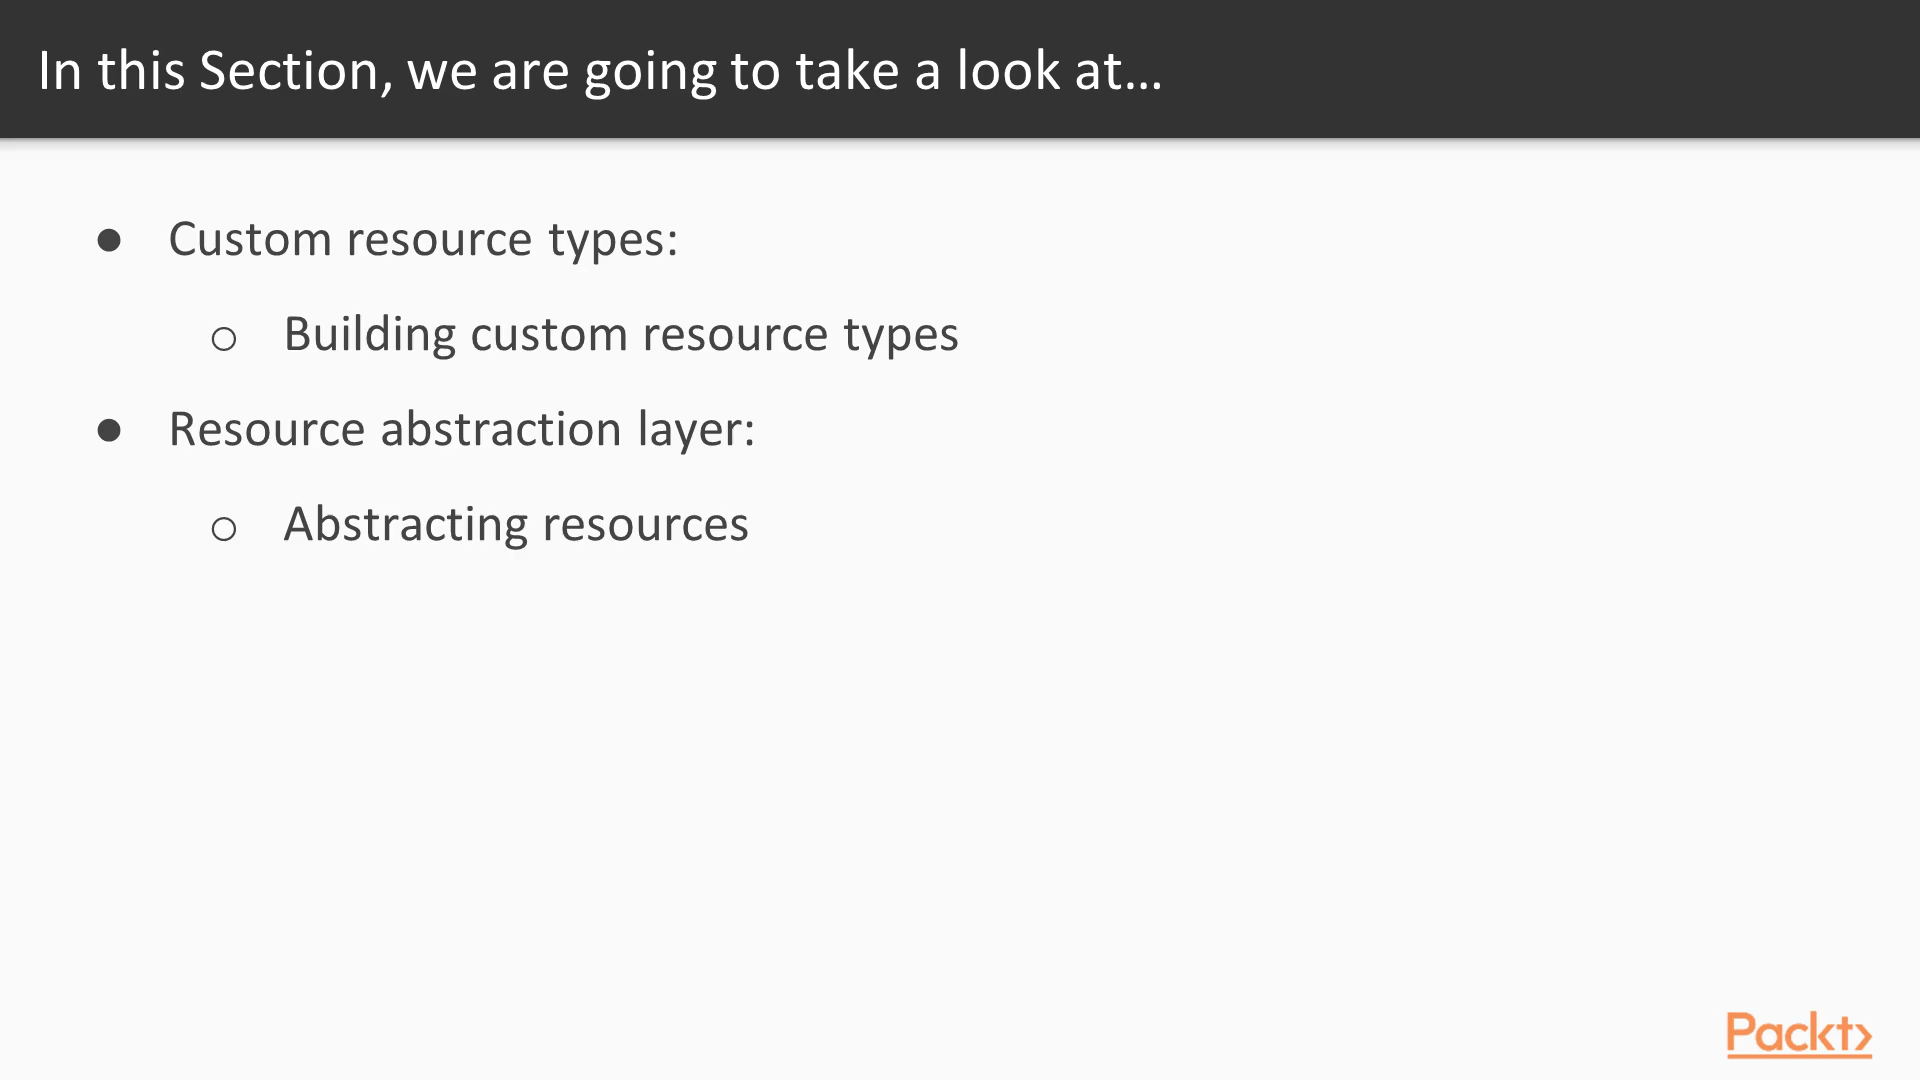 In this Section, we are going to take a look at...
● Custom resource types:
○ Building custom resource types
● Resource abstraction layer:
○ Abstracting resources
Packt>